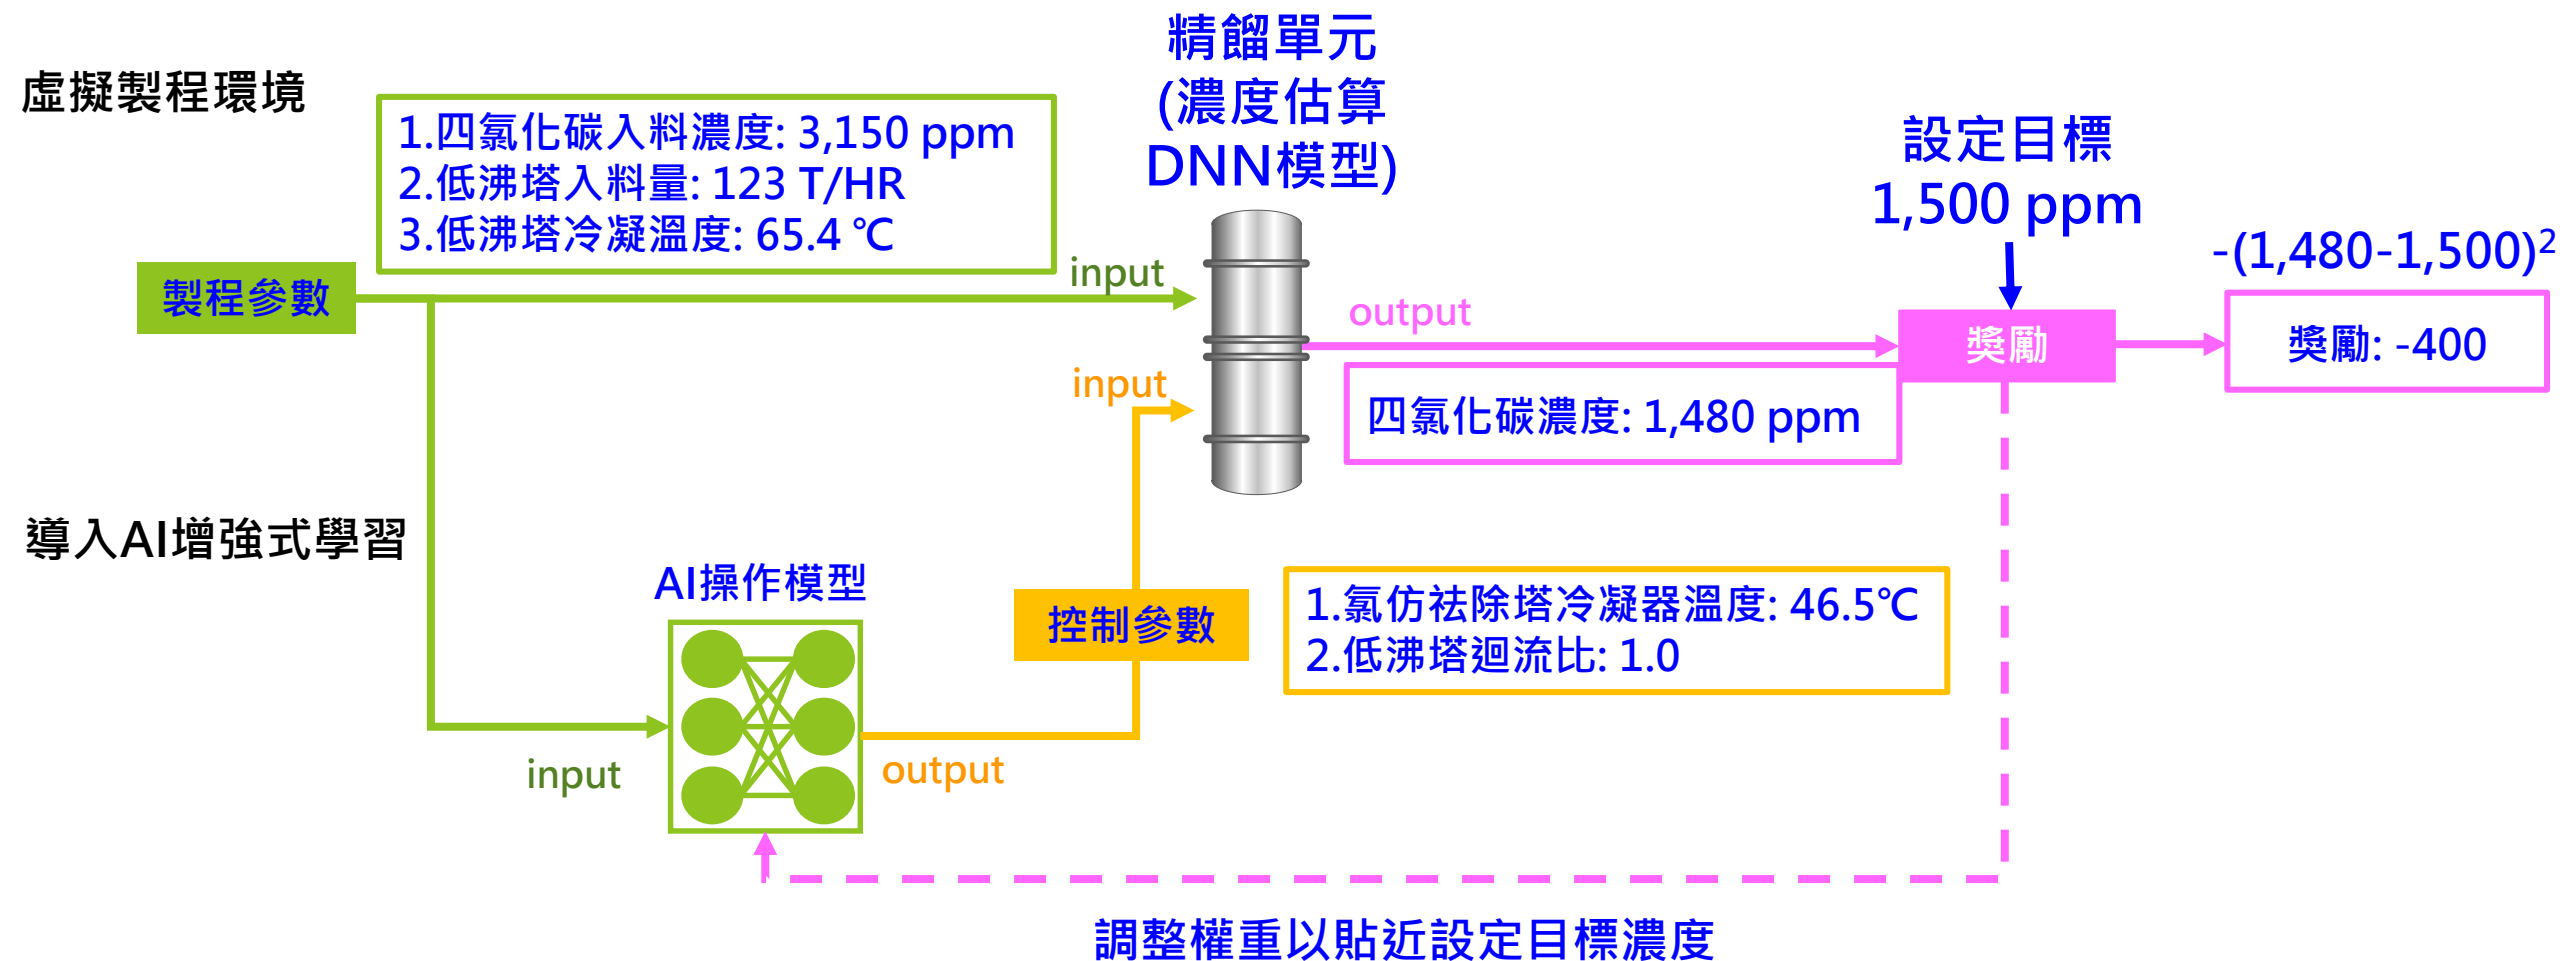 虛擬製程環境
1.四氯化碳入料濃度: 3,150 ppm
2.低沸塔入料量: 123 T/HR
3.低沸塔冷凝溫度: 65.4 ℃
製程參數
input
精餾單元
(濃度估算
DNN模型)
input
output
四氯化碳濃度: 1,480 ppm
設定目標
1,500 ppm
獎勵
-(1,480-1,500)²
獎勵: -400
導入AI增強式學習
AI操作模型
input
output
控制參數
1.氯仿祛除塔冷凝器溫度: 46.5℃
2.低沸塔迴流比: 1.0
調整權重以貼近設定目標濃度